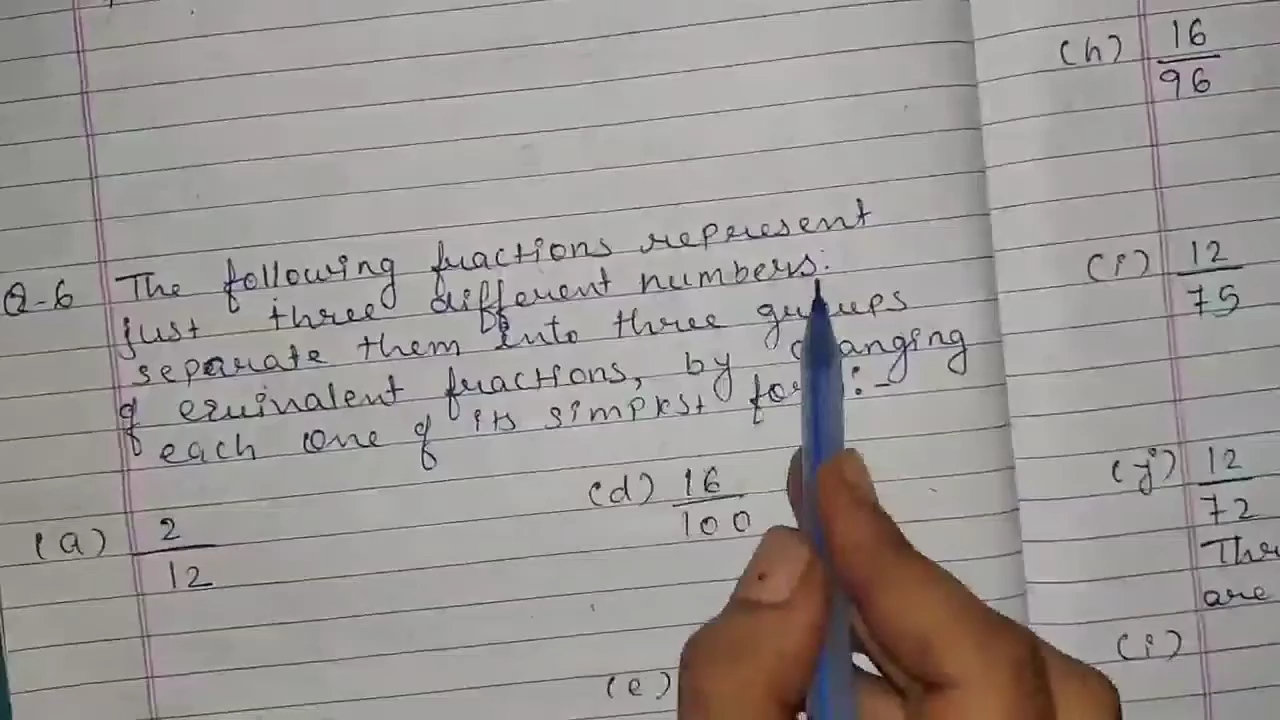 Q-6 The following fractions represent
just three different numbers.
separate them into three groups
of equivalent fractions, by changing
each one of its simplest form:-
(a) 2
12
(d) 16
100
(e)
(h) 16
96
(i) 12
75
(j) 12
72
are
(i)